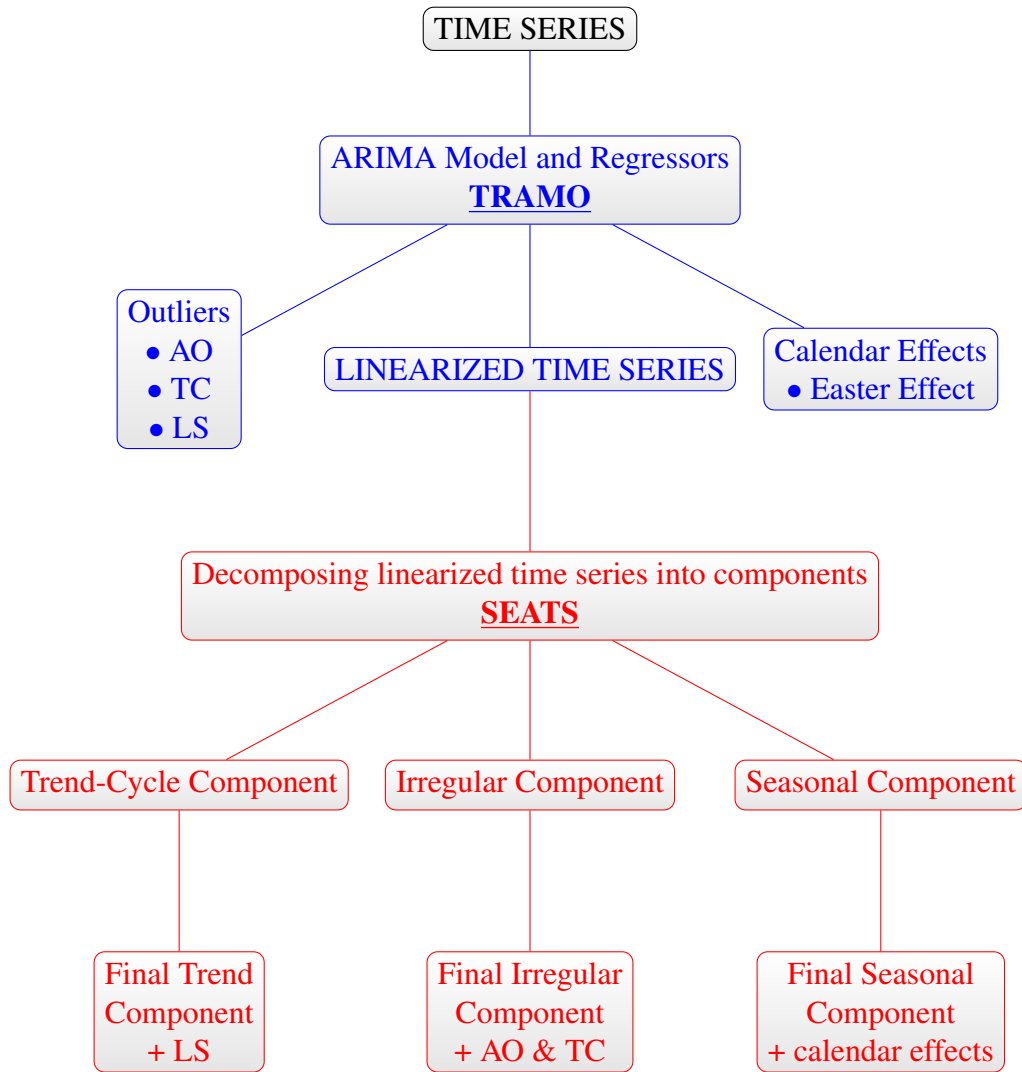 TIME SERIES
ARIMA Model and Regressors
TRAMO
Outliers
● AO
● TC
● LS
LINEARIZED TIME SERIES
Calendar Effects
● Easter Effect
Decomposing linearized time series into components
SEATS
Trend-Cycle Component
Irregular Component
Seasonal Component
Final Trend
Component
+ LS
Final Irregular
Component
+ AO & TC
Final Seasonal
Component
+ calendar effects